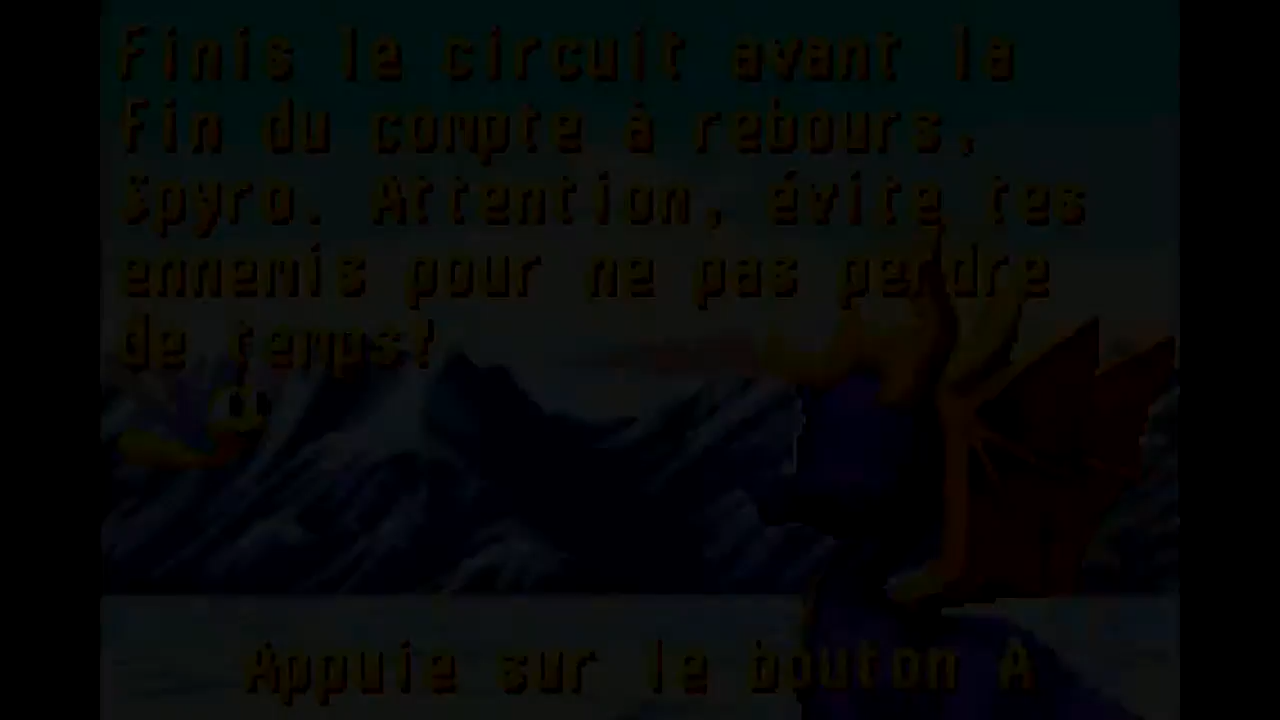 Finis le circuit avant la
fin du compte à rebours,
Spyro. Attention, évite tes
ennemis pour ne pas perdre
de temps!
Appuie sur le bouton A